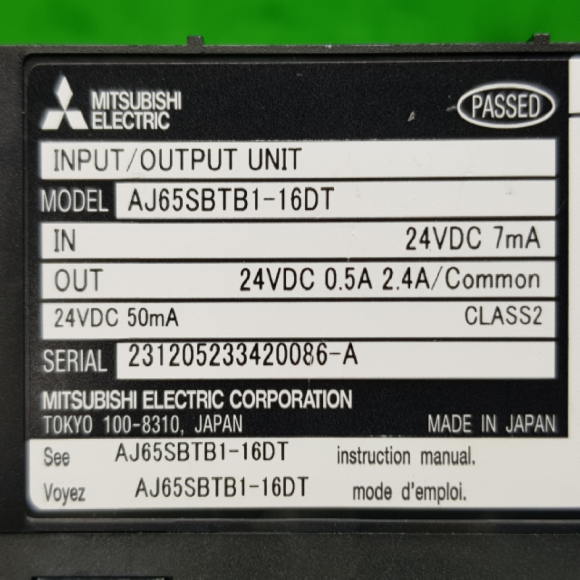 MITSUBISHI
ELECTRIC
PASSED
INPUT/OUTPUT UNIT
MODEL AJ65SBTB1-16DT
IN 24VDC 7mA
OUT 24VDC 0.5A 2.4A/Common
24VDC 50mA CLASS2
SERIAL 231205233420086-A
MITSUBISHI ELECTRIC CORPORATION
TOKYO 100-8310, JAPAN MADE IN JAPAN
See AJ65SBTB1-16DT instruction manual.
Voyez AJ65SBTB1-16DT mode d'emploi.